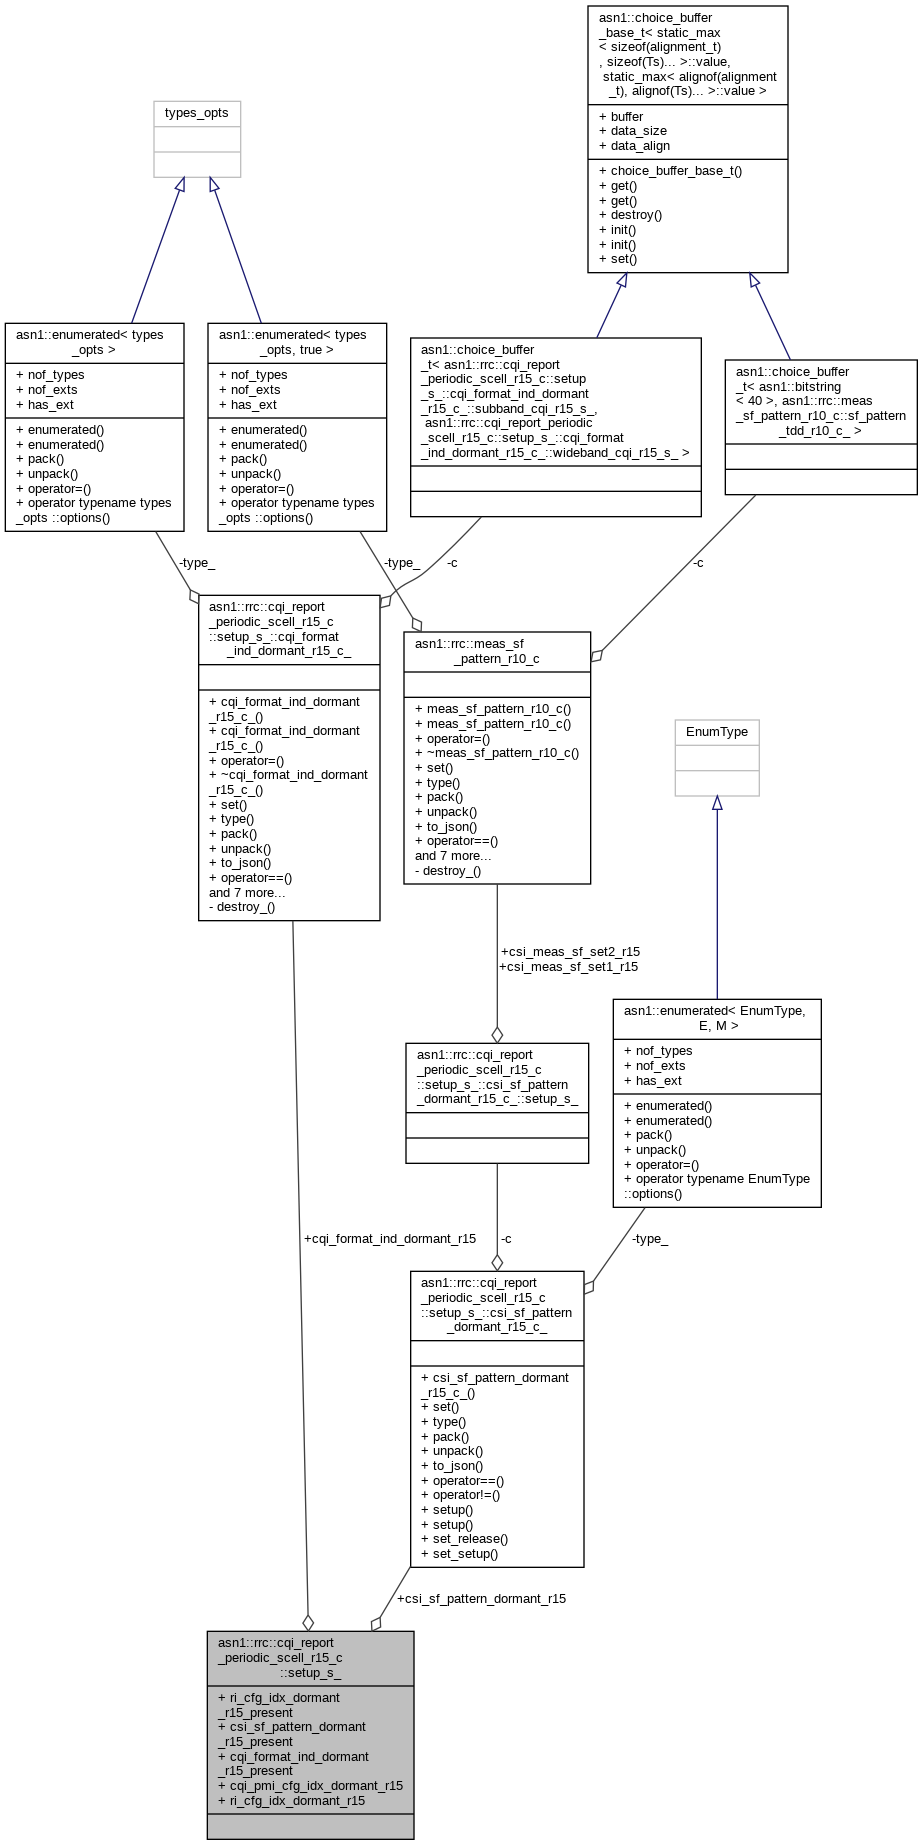 asn1::choice_buffer
_base_t< static_max
< sizeof(alignment_t)
, sizeof(Ts)... >::value,
static_max< alignof(alignment
_t), alignof(Ts)... >::value >
+ buffer
+ data_size
+ data_align
+ choice_buffer_base_t()
+ get()
+ get()
+ destroy()
+ init()
+ init()
+ set()
types_opts
asn1::enumerated< types
_opts >
+ nof_types
+ nof_exts
+ has_ext
+ enumerated()
+ enumerated()
+ pack()
+ unpack()
+ operator=()
+ operator typename types
_opts ::options()
asn1::enumerated< types
_opts, true >
+ nof_types
+ nof_exts
+ has_ext
+ enumerated()
+ enumerated()
+ pack()
+ unpack()
+ operator=()
+ operator typename types
_opts ::options()
asn1::choice_buffer
_t< asn1::rrc::cqi_report
_periodic_scell_r15_c::setup
_s_::cqi_format_ind_dormant
_r15_c_::subband_cqi_r15_s_,
asn1::rrc::cqi_report_periodic
_scell_r15_c::setup_s_::cqi_format
_ind_dormant_r15_c_::wideband_cqi_r15_s_ >
asn1::choice_buffer
_t< asn1::bitstring
< 40 >, asn1::rrc::meas
_sf_pattern_r10_c::sf_pattern
_tdd_r10_c_ >
-type_
-type_
-c
-c
asn1::rrc::cqi_report
_periodic_scell_r15_c
::setup_s_::cqi_format
_ind_dormant_r15_c_
+ cqi_format_ind_dormant
_r15_c_()
+ cqi_format_ind_dormant
_r15_c_()
+ operator=()
+ ~cqi_format_ind_dormant
_r15_c_()
+ set()
+ type()
+ pack()
+ unpack()
+ to_json()
+ operator==()
and 7 more...
- destroy_()
asn1::rrc::meas_sf
_pattern_r10_c
+ meas_sf_pattern_r10_c()
+ meas_sf_pattern_r10_c()
+ operator=()
+ ~meas_sf_pattern_r10_c()
+ set()
+ type()
+ pack()
+ unpack()
+ to_json()
+ operator==()
and 7 more...
- destroy_()
EnumType
+csi_meas_sf_set2_r15
+csi_meas_sf_set1_r15
asn1::enumerated< EnumType,
E, M >
+ nof_types
+ nof_exts
+ has_ext
+ enumerated()
+ enumerated()
+ pack()
+ unpack()
+ operator=()
+ operator typename EnumType
::options()
asn1::rrc::cqi_report
_periodic_scell_r15_c
::setup_s_::csi_sf_pattern
_dormant_r15_c_::setup_s_
+cqi_format_ind_dormant_r15
-c
-type_
asn1::rrc::cqi_report
_periodic_scell_r15_c
::setup_s_::csi_sf_pattern
_dormant_r15_c_
+ csi_sf_pattern_dormant
_r15_c_()
+ set()
+ type()
+ pack()
+ unpack()
+ to_json()
+ operator==()
+ operator!=()
+ setup()
+ setup()
+ set_release()
+ set_setup()
+csi_sf_pattern_dormant_r15
asn1::rrc::cqi_report
_periodic_scell_r15_c
::setup_s_
+ ri_cfg_idx_dormant
_r15_present
+ csi_sf_pattern_dormant
_r15_present
+ cqi_format_ind_dormant
_r15_present
+ cqi_pmi_cfg_idx_dormant_r15
+ ri_cfg_idx_dormant_r15